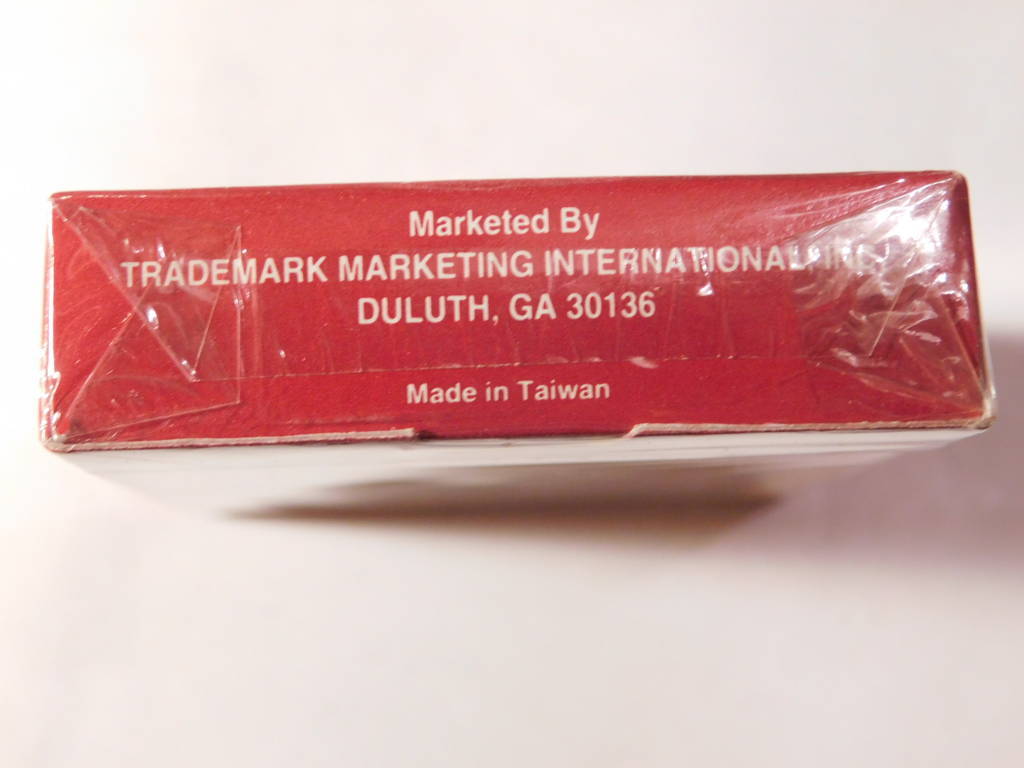 Marketed By
TRADEMARK MARKETING INTERNATIONAL, INC.
DULUTH, GA 30136
Made in Taiwan